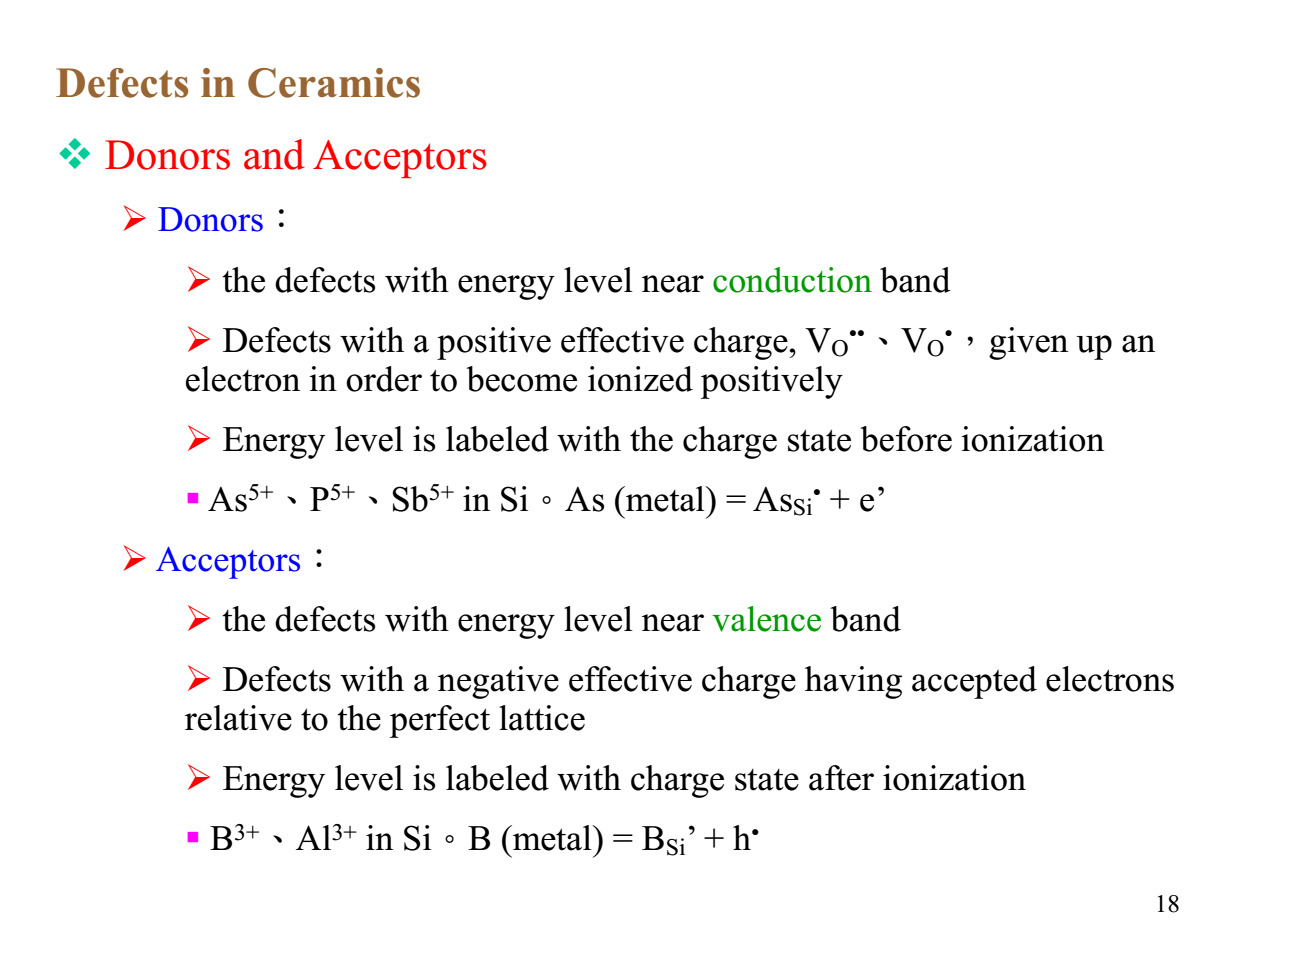 Defects in Ceramics
❖ Donors and Acceptors
➢ Donors：
➢ the defects with energy level near conduction band
➢ Defects with a positive effective charge, V_O^••、V_O^•，given up an
electron in order to become ionized positively
➢ Energy level is labeled with the charge state before ionization
▪ As⁵⁺、P⁵⁺、Sb⁵⁺ in Si。As (metal) = As_Si^• + e’
➢ Acceptors：
➢ the defects with energy level near valence band
➢ Defects with a negative effective charge having accepted electrons
relative to the perfect lattice
➢ Energy level is labeled with charge state after ionization
▪ B³⁺、Al³⁺ in Si。B (metal) = B_Si’ + h^•
18